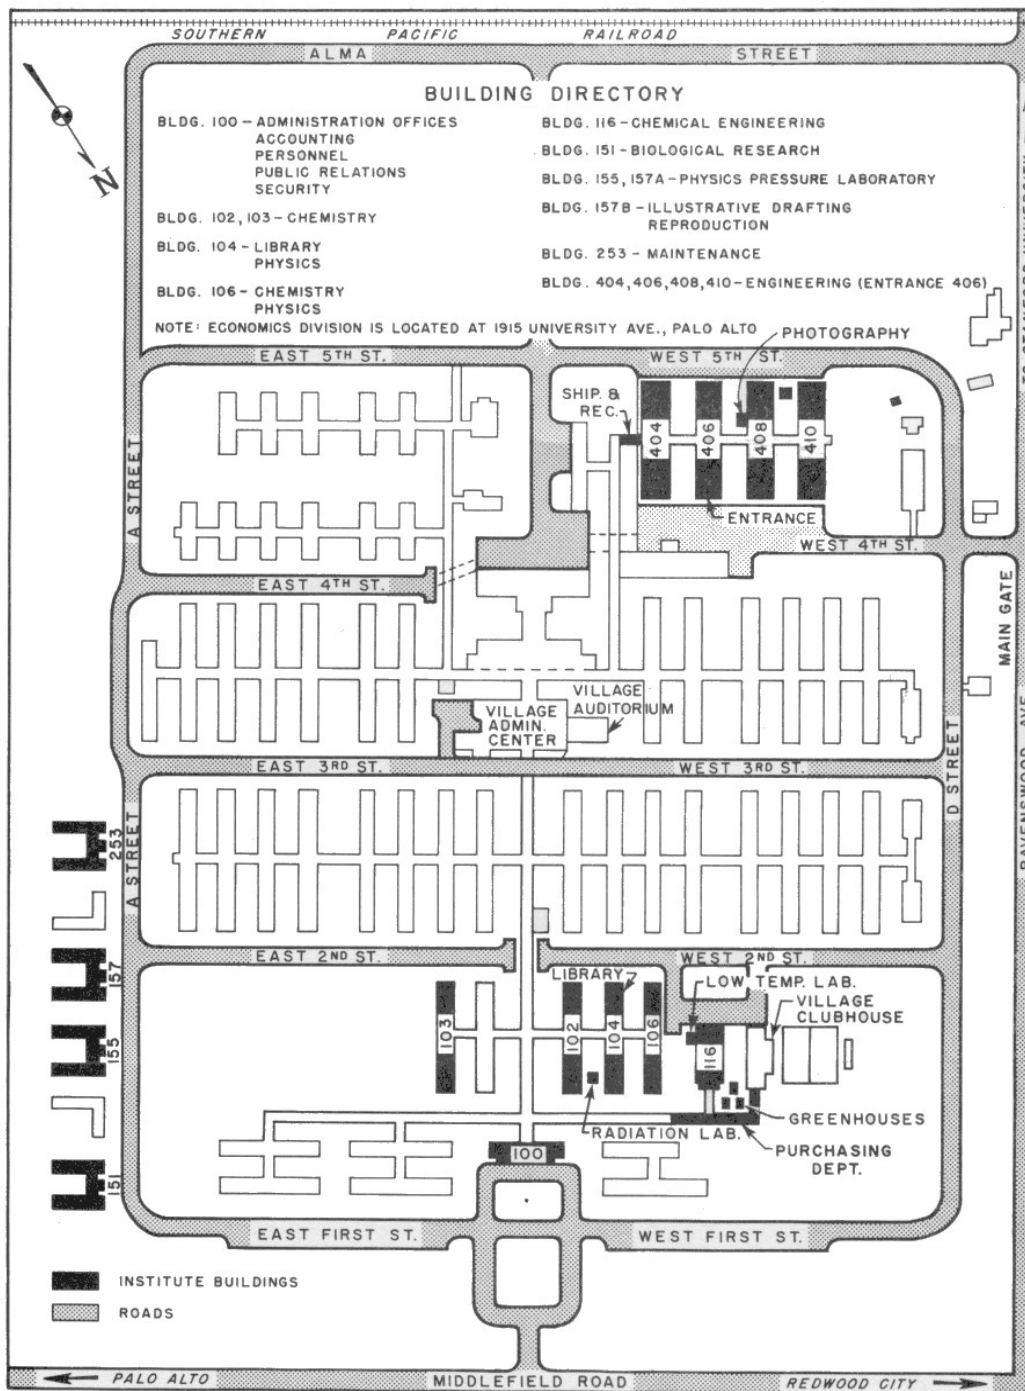 SOUTHERN PACIFIC RAILROAD
ALMA STREET
N
BUILDING DIRECTORY
BLDG. 100 - ADMINISTRATION OFFICES
ACCOUNTING
PERSONNEL
PUBLIC RELATIONS
SECURITY
BLDG. 102, 103 - CHEMISTRY
BLDG. 104 - LIBRARY
PHYSICS
BLDG. 106 - CHEMISTRY
PHYSICS
BLDG. 116 - CHEMICAL ENGINEERING
BLDG. 151 - BIOLOGICAL RESEARCH
BLDG. 155, 157A - PHYSICS PRESSURE LABORATORY
BLDG. 157B - ILLUSTRATIVE DRAFTING
REPRODUCTION
BLDG. 253 - MAINTENANCE
BLDG. 404, 406, 408, 410 - ENGINEERING (ENTRANCE 406)
NOTE: ECONOMICS DIVISION IS LOCATED AT 1915 UNIVERSITY AVE., PALO ALTO
PHOTOGRAPHY
EAST 5TH ST.
WEST 5TH ST.
SHIP. &
REC.
404
406
408
410
A STREET
ENTRANCE
WEST 4TH ST.
EAST 4TH ST.
MAIN GATE
VILLAGE
AUDITORIUM
VILLAGE
ADMIN.
CENTER
EAST 3RD ST.
WEST 3RD ST.
D STREET
RAVENSWOOD AVE.
253
A STREET
EAST 2ND ST.
WEST 2ND ST.
157
LIBRARY
LOW TEMP. LAB.
VILLAGE
CLUBHOUSE
103
102
104
106
116
155
GREENHOUSES
RADIATION LAB.
PURCHASING
DEPT.
100
151
EAST FIRST ST.
WEST FIRST ST.
INSTITUTE BUILDINGS
ROADS
PALO ALTO
MIDDLEFIELD ROAD
REDWOOD CITY